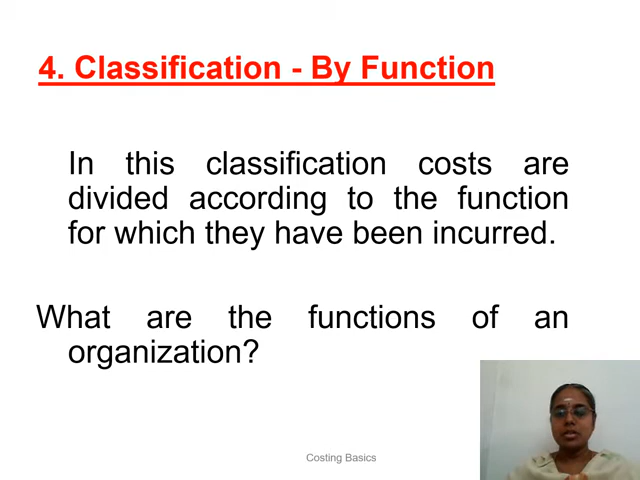 4. Classification - By Function
In this classification costs are
divided according to the function
for which they have been incurred.
What are the functions of an
organization?
Costing Basics